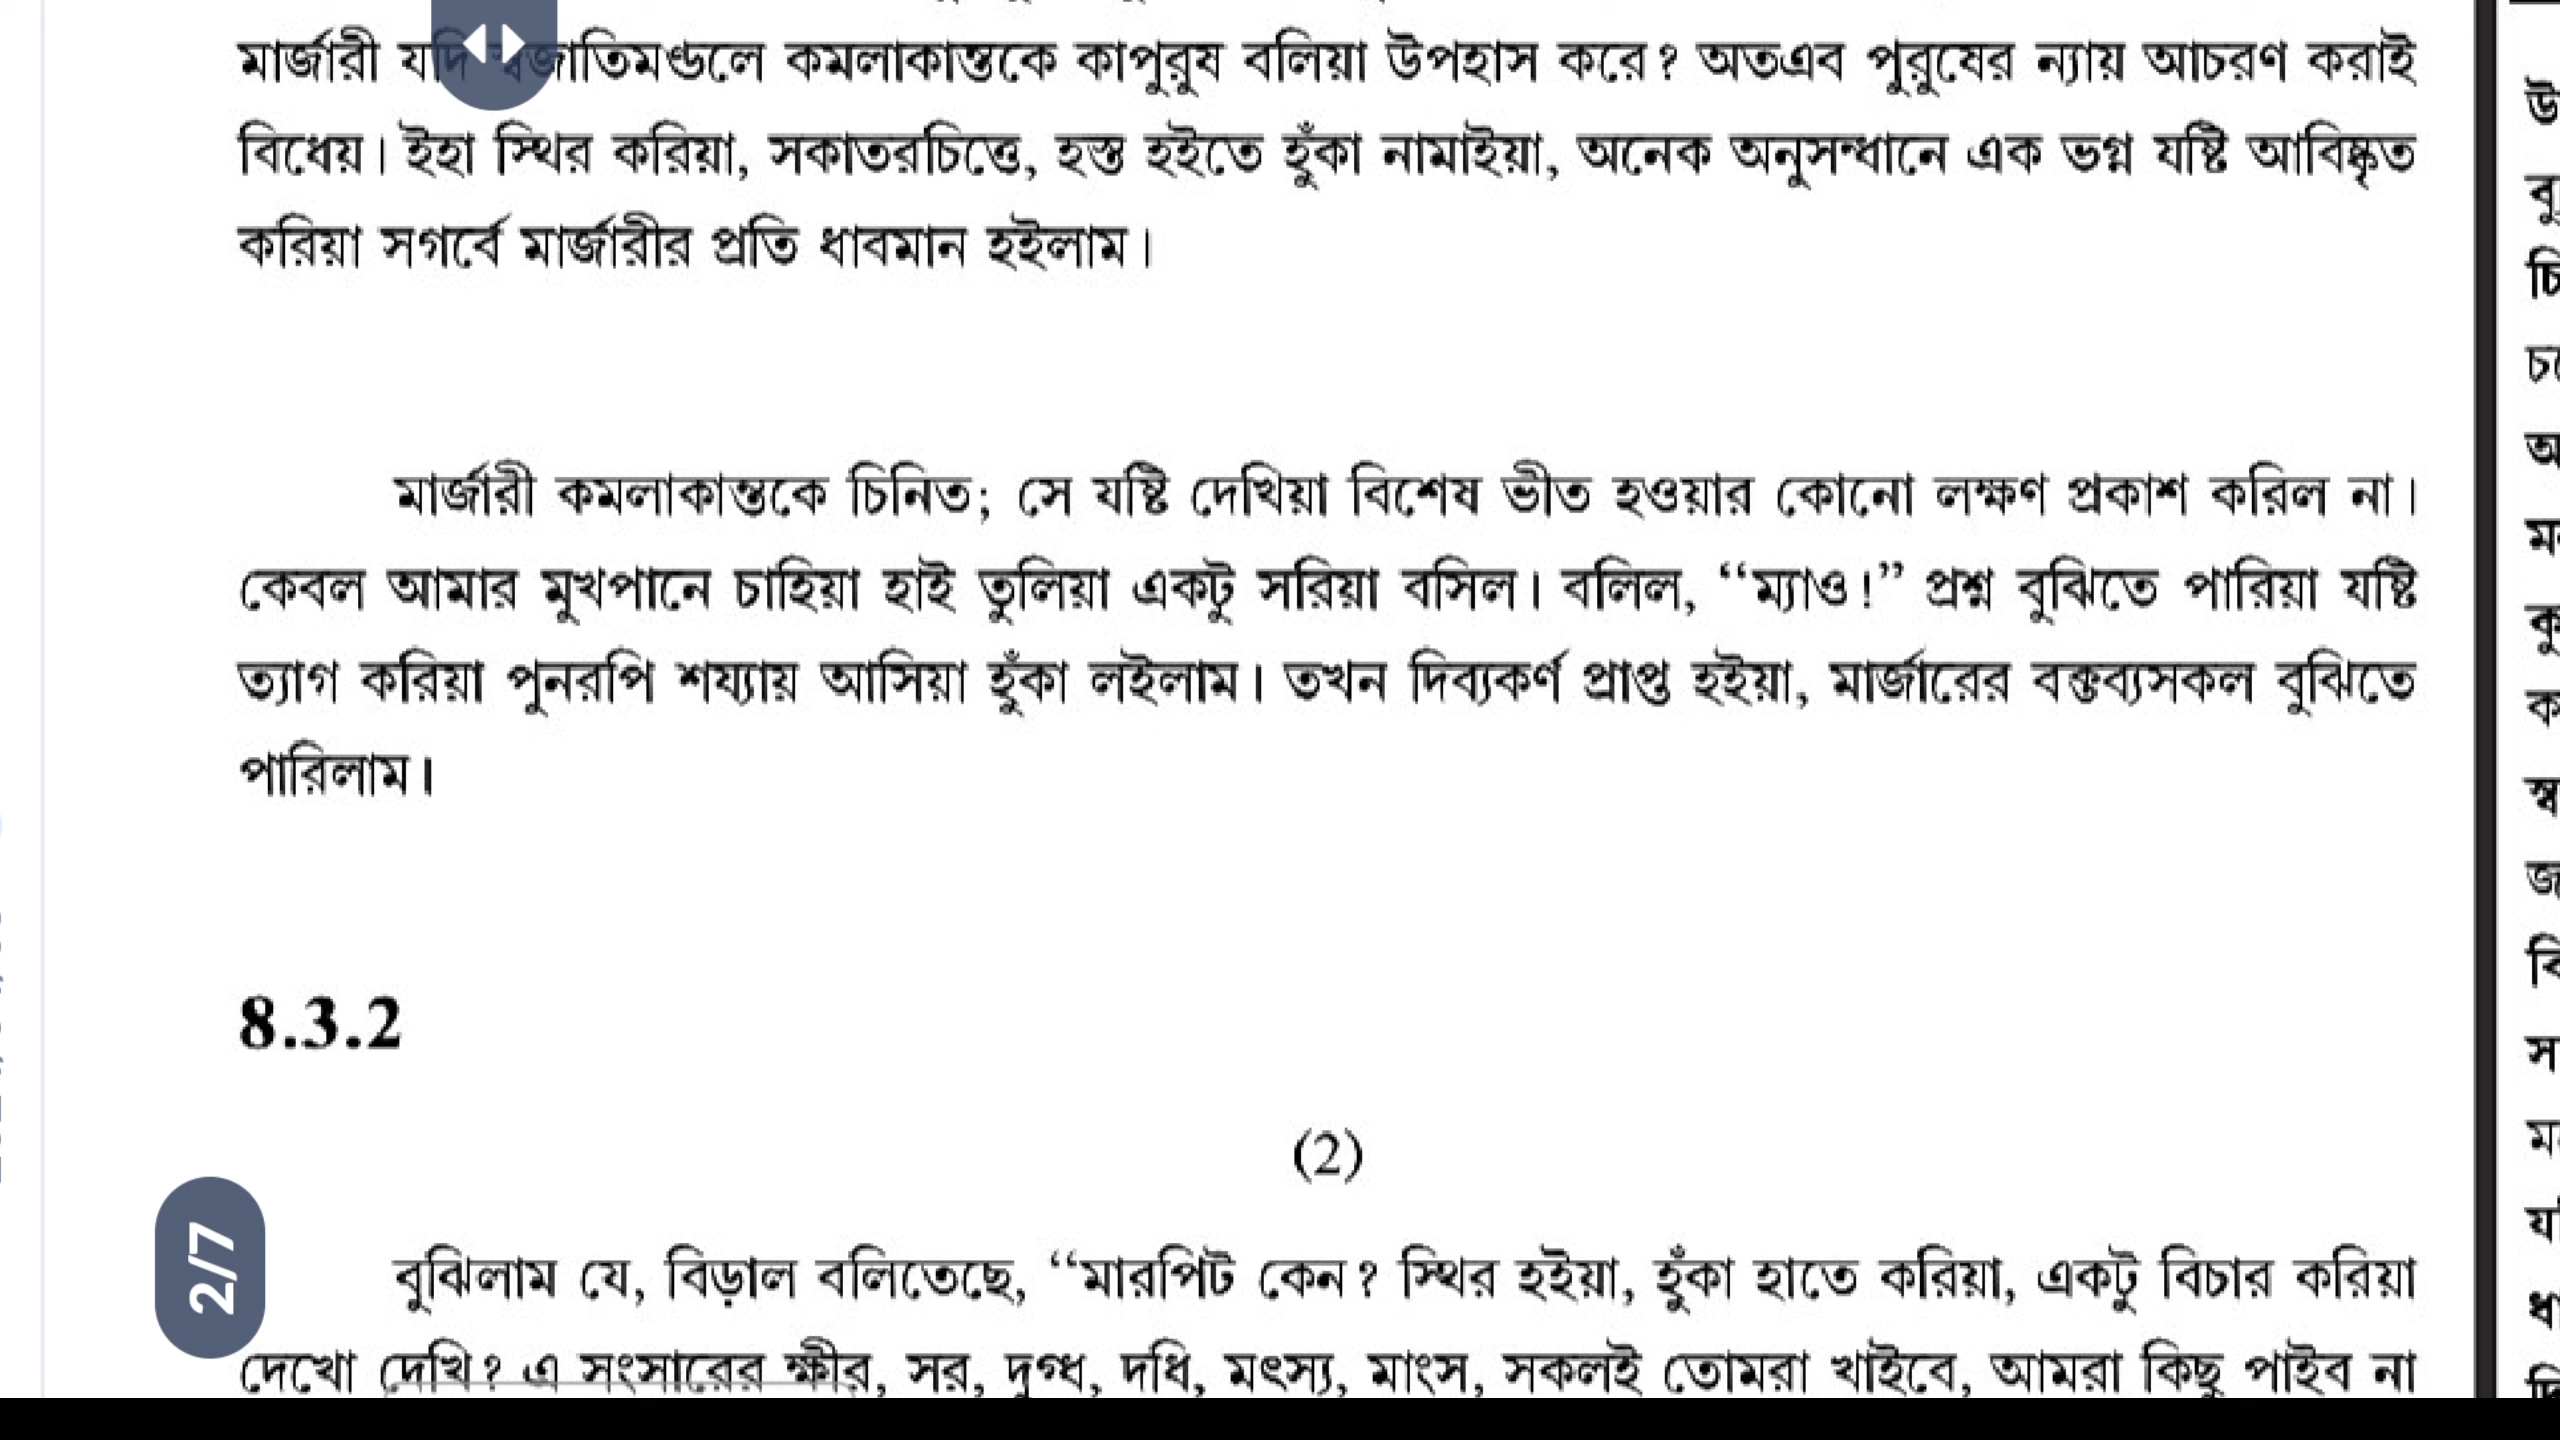 মার্জারী যদি স্বজাতিমণ্ডলে কমলাকান্তকে কাপুরুষ বলিয়া উপহাস করে? অতএব পুরুষের ন্যায় আচরণ করাই
বিধেয়। ইহা স্থির করিয়া, সকাতরচিত্তে, হস্ত হইতে হুঁকা নামাইয়া, অনেক অনুসন্ধানে এক ভগ্ন যষ্টি আবিষ্কৃত
করিয়া সগর্বে মার্জারীর প্রতি ধাবমান হইলাম।
মার্জারী কমলাকান্তকে চিনিত; সে যষ্টি দেখিয়া বিশেষ ভীত হওয়ার কোনো লক্ষণ প্রকাশ করিল না।
কেবল আমার মুখপানে চাহিয়া হাই তুলিয়া একটু সরিয়া বসিল। বলিল, “ম্যাও!” প্রশ্ন বুঝিতে পারিয়া যষ্টি
ত্যাগ করিয়া পুনরপি শয্যায় আসিয়া হুঁকা লইলাম। তখন দিব্যকর্ণ প্রাপ্ত হইয়া, মার্জারের বক্তব্যসকল বুঝিতে
পারিলাম।
8.3.2
(2)
বুঝিলাম যে, বিড়াল বলিতেছে, “মারপিট কেন? স্থির হইয়া, হুঁকা হাতে করিয়া, একটু বিচার করিয়া
দেখো দেখি? এ সংসারের ক্ষীর, সর, দুগ্ধ, দধি, মৎস্য, মাংস, সকলই তোমরা খাইবে, আমরা কিছু পাইব না
2/7